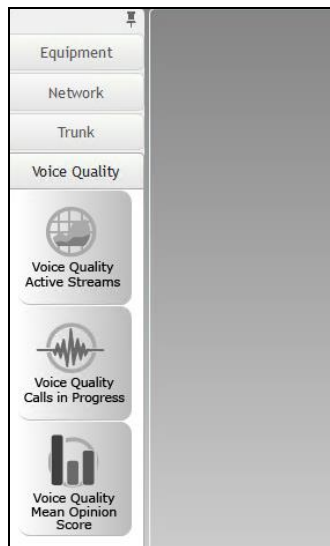 Equipment
Network
Trunk
Voice Quality
Voice Quality
Active Streams
Voice Quality
Calls in Progress
Voice Quality
Mean Opinion
Score